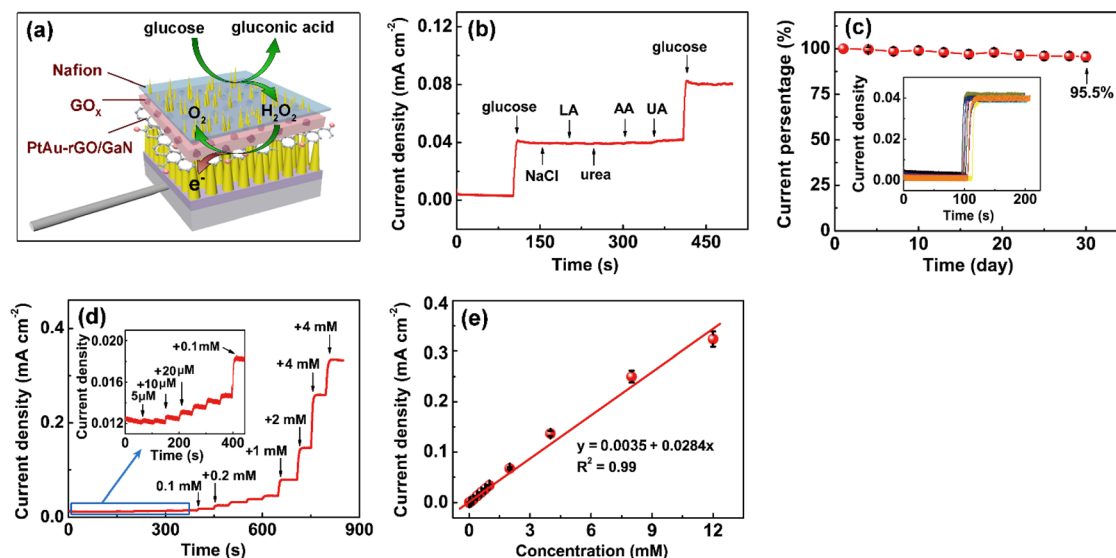 (a)
glucose
gluconic acid
Nafion
GOx
PtAu-rGO/GaN
O2
H2O2
e-
(b)
Current density (mA cm-2)
0.12
0.08
0.04
0.00
glucose
LA
AA
UA
glucose
NaCl
urea
0
150
300
450
Time (s)
(c)
Current persentage (%)
125
100
75
50
25
0
95.5%
Current density
0.04
0.02
0.00
0
100
200
Time (s)
0
10
20
30
Time (day)
(d)
Current density (mA cm-2)
0.4
0.2
0.0
Current density
0.020
0.016
0.012
5μM
+10μM
+20μM
+0.1mM
0
200
400
Time (s)
0.1 mM
+0.2 mM
+1 mM
+2 mM
+4 mM
+4 mM
0
150
300
450
600
750
900
Time (s)
(e)
Current density (mA cm-2)
0.4
0.3
0.2
0.1
0.0
y = 0.0035 + 0.0284x
R2 = 0.99
0
3
6
9
12
Concentration (mM)